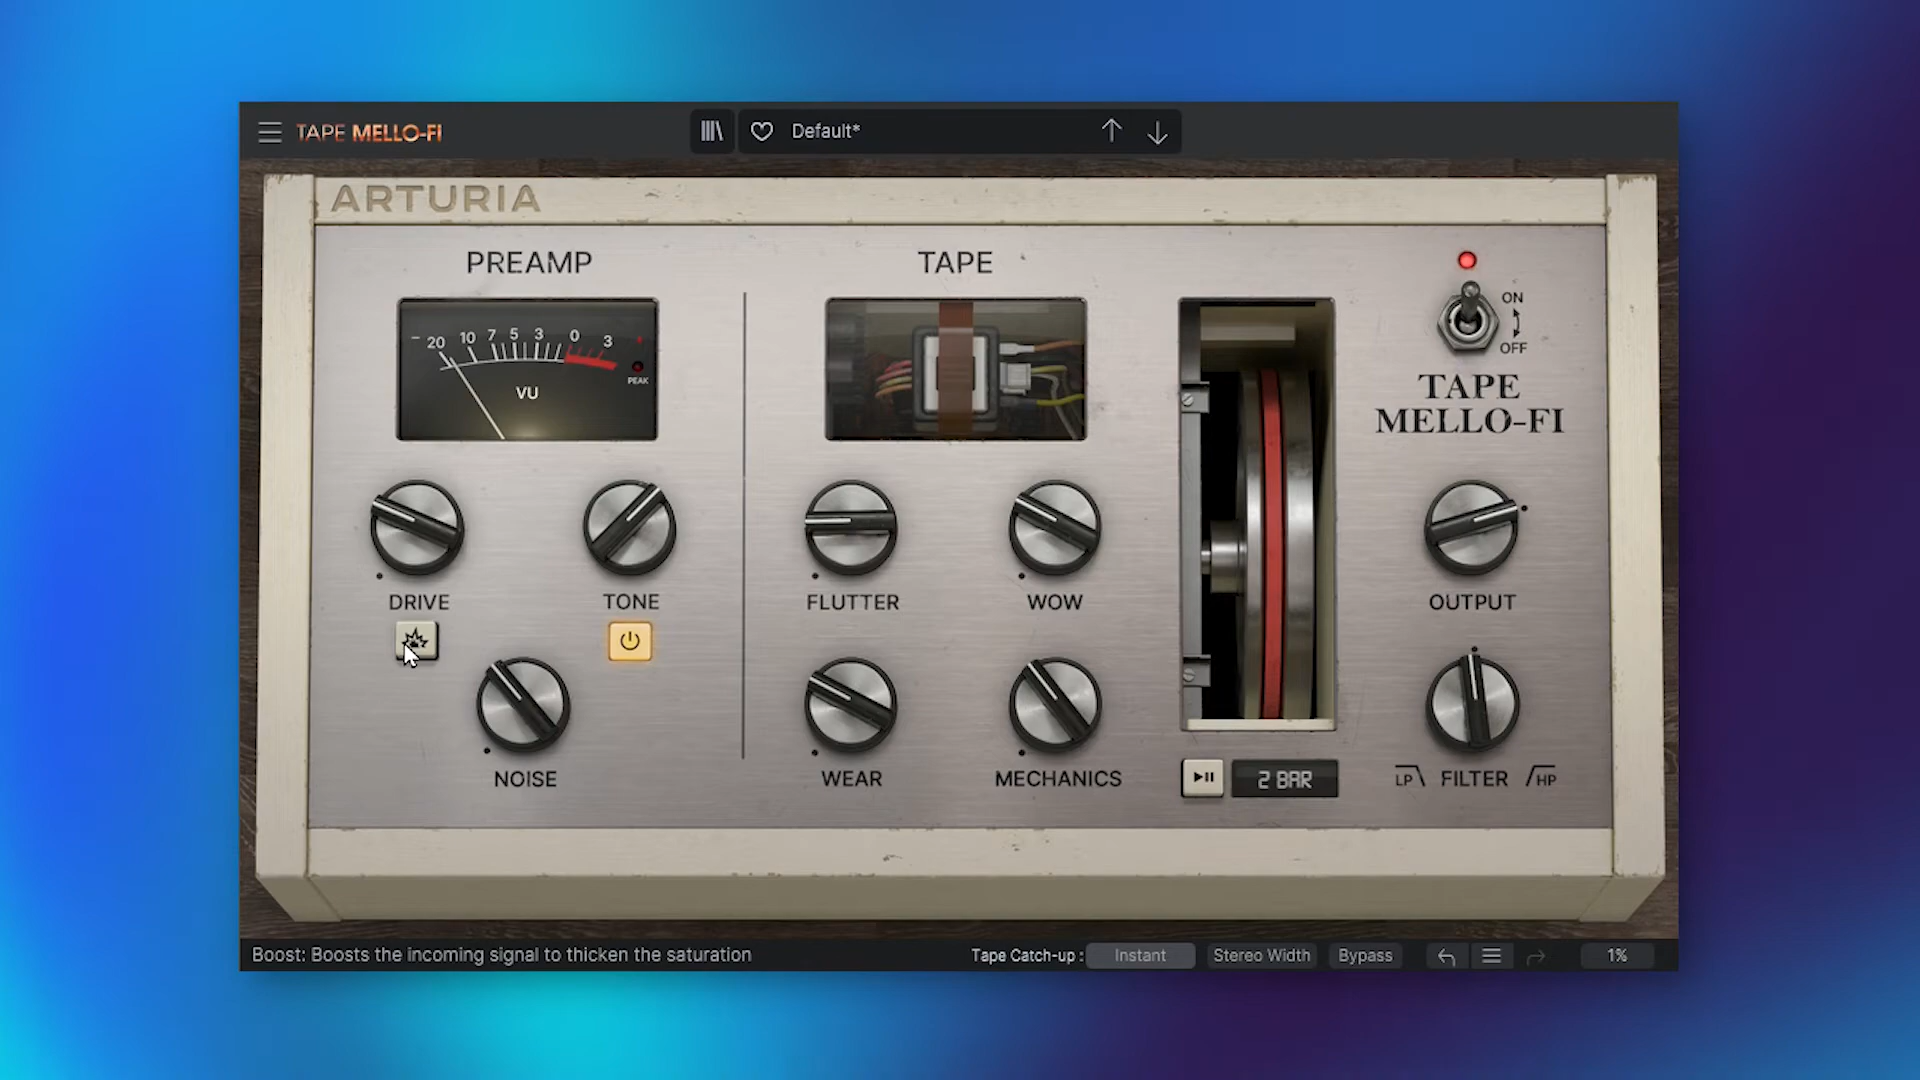 TAPE MELLO-FI
Default*
ARTURIA
PREAMP
TAPE
ON
OFF
- 20 10 7 5 3 0 3
PEAK
VU
TAPE
MELLO-FI
DRIVE
TONE
FLUTTER
WOW
OUTPUT
NOISE
WEAR
MECHANICS
2 BAR
LP
FILTER
HP
Boost: Boosts the incoming signal to thicken the saturation
Tape Catch-up :
Instant
Stereo Width
Bypass
1%